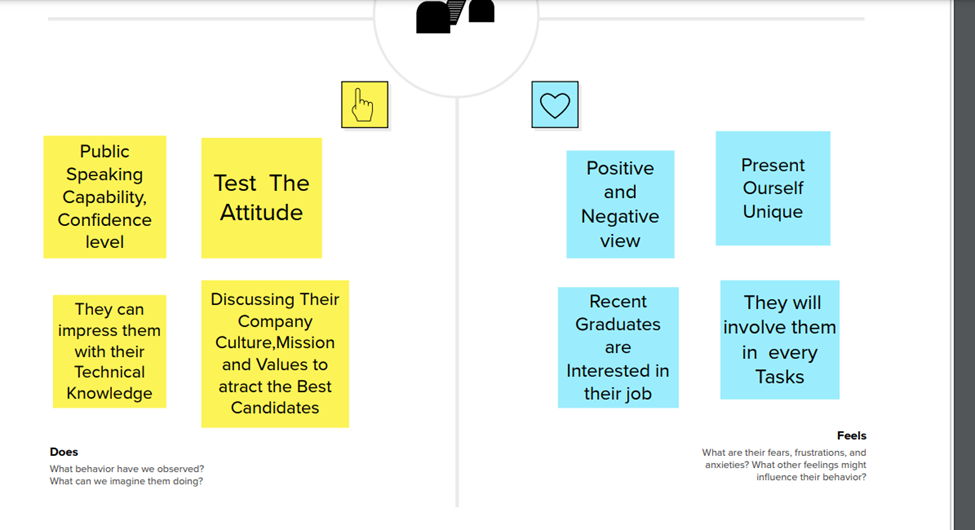 Public
Speaking
Capability,
Confidence
level
Test  The
Attitude
They can
impress them
with their
Technical
Knowledge
Discussing Their
Company
Culture,Mission
and Values to
atract the Best
Candidates
Does
What behavior have we observed?
What can we imagine them doing?
Positive
and
Negative
view
Present
Ourself
Unique
Recent
Graduates
are
Interested in
their job
They will
involve them
in  every
Tasks
Feels
What are their fears, frustrations, and
anxieties? What other feelings might
influence their behavior?